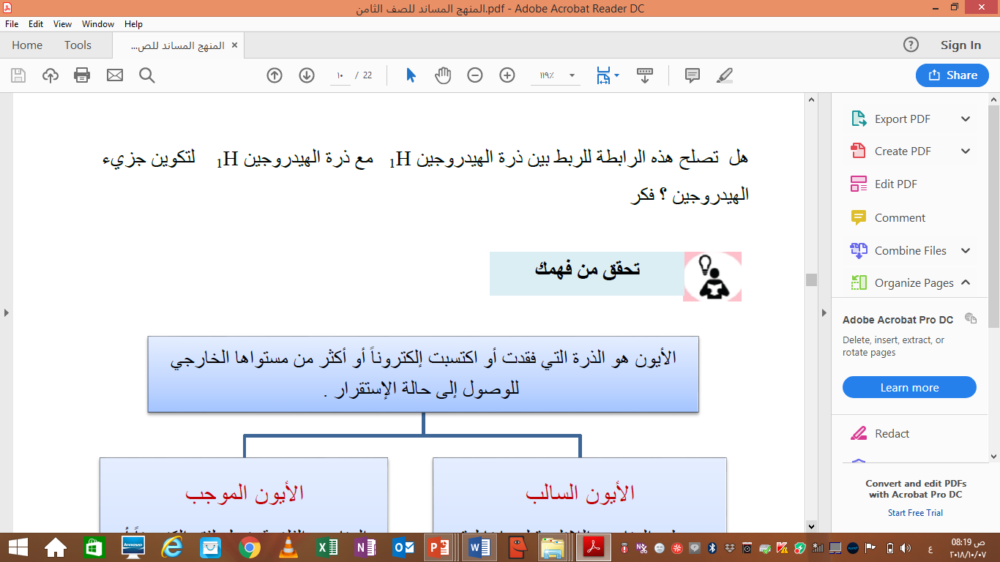 المنهج المساند للصف الثامن.pdf - Adobe Acrobat Reader DC
File Edit View Window Help
Home Tools المنهج المساند للص... × Sign In
١٠ / 22 ١١٩٪ Share
هل تصلح هذه الرابطة للربط بين ذرة الهيدروجين 1H مع ذرة الهيدروجين 1H لتكوين جزيء
الهيدروجين ؟ فكر
تحقق من فهمك
الأيون هو الذرة التي فقدت أو اكتسبت إلكتروناً أو أكثر من مستواها الخارجي
للوصول إلى حالة الإستقرار .
الأيون السالب
الأيون الموجب
Export PDF
Create PDF
Edit PDF
Comment
Combine Files
Organize Pages
Adobe Acrobat Pro DC
Delete, insert, extract, or
rotate pages
Learn more
Redact
Convert and edit PDFs
with Acrobat Pro DC
Start Free Trial
lenovo
ع
08:19 ص
٢٠١٨/١٠/٠٧